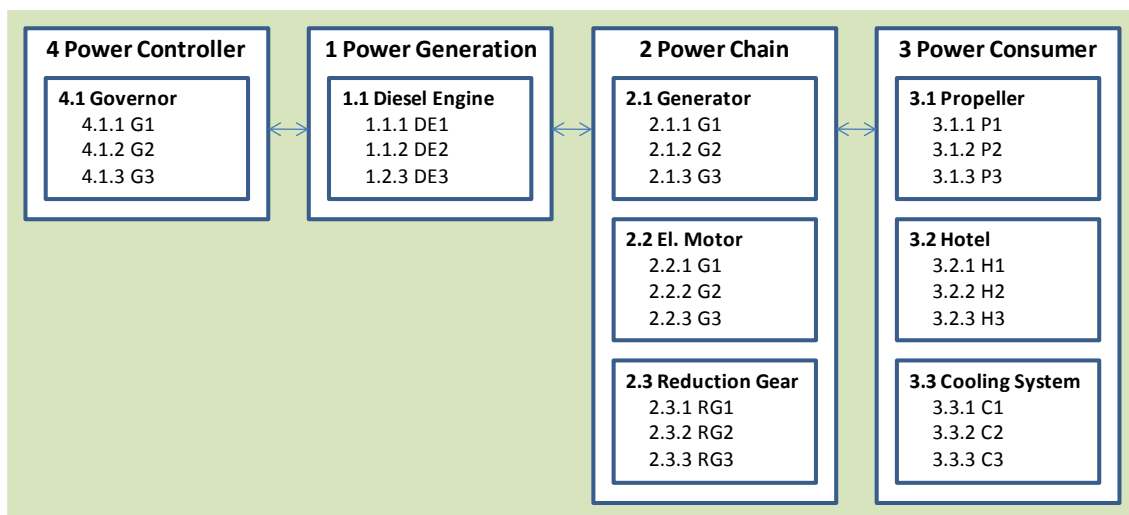 4 Power Controller
4.1 Governor
4.1.1 G1
4.1.2 G2
4.1.3 G3
1 Power Generation
1.1 Diesel Engine
1.1.1 DE1
1.1.2 DE2
1.2.3 DE3
2 Power Chain
2.1 Generator
2.1.1 G1
2.1.2 G2
2.1.3 G3
2.2 El. Motor
2.2.1 G1
2.2.2 G2
2.2.3 G3
2.3 Reduction Gear
2.3.1 RG1
2.3.2 RG2
2.3.3 RG3
3 Power Consumer
3.1 Propeller
3.1.1 P1
3.1.2 P2
3.1.3 P3
3.2 Hotel
3.2.1 H1
3.2.2 H2
3.2.3 H3
3.3 Cooling System
3.3.1 C1
3.3.2 C2
3.3.3 C3